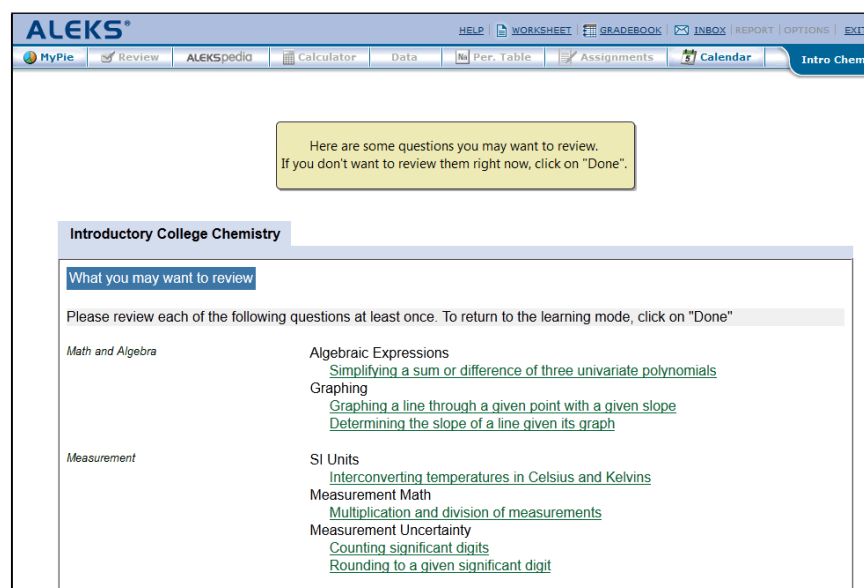 ALEKS®
HELP | WORKSHEET | GRADEBOOK | INBOX | REPORT | OPTIONS | EXIT
MyPie Review ALEKSpedia Calculator Data Na Per. Table Assignments 5 Calendar Intro Chem
Here are some questions you may want to review.
If you don't want to review them right now, click on "Done".
Introductory College Chemistry
What you may want to review
Please review each of the following questions at least once. To return to the learning mode, click on "Done"
Math and Algebra
Algebraic Expressions
Simplifying a sum or difference of three univariate polynomials
Graphing
Graphing a line through a given point with a given slope
Determining the slope of a line given its graph
Measurement
SI Units
Interconverting temperatures in Celsius and Kelvins
Measurement Math
Multiplication and division of measurements
Measurement Uncertainty
Counting significant digits
Rounding to a given significant digit